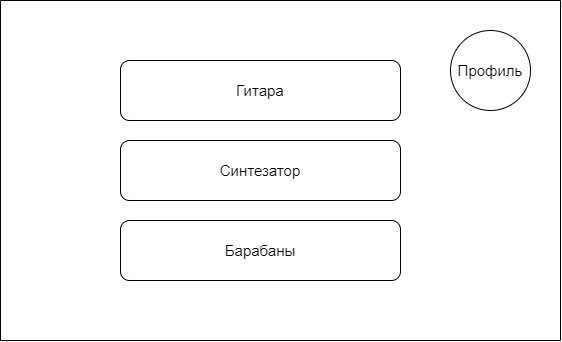 Профиль
Гитара
Синтезатор
Барабаны